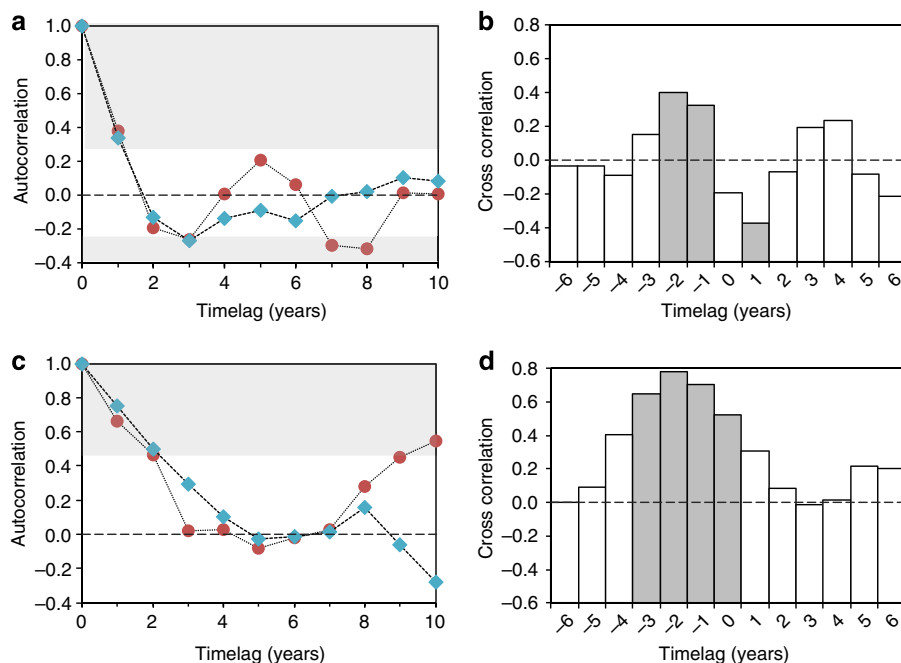 a
Autocorrelation
1.0
0.8
0.6
0.4
0.2
0.0
–0.2
–0.4
0 2 4 6 8 10
Timelag (years)
b
Cross correlation
0.8
0.6
0.4
0.2
0.0
–0.2
–0.4
–0.6
–6 –5 –4 –3 –2 –1 0 1 2 3 4 5 6
Timelag (years)
c
Autocorrelation
1.0
0.8
0.6
0.4
0.2
0.0
–0.2
–0.4
0 2 4 6 8 10
Timelag (years)
d
Cross correlation
0.8
0.6
0.4
0.2
0.0
0.4
0.4
–0.6
–6 –5 –4 –3 –2 –1 0 1 2 3 4 5 6
Timelag (years)